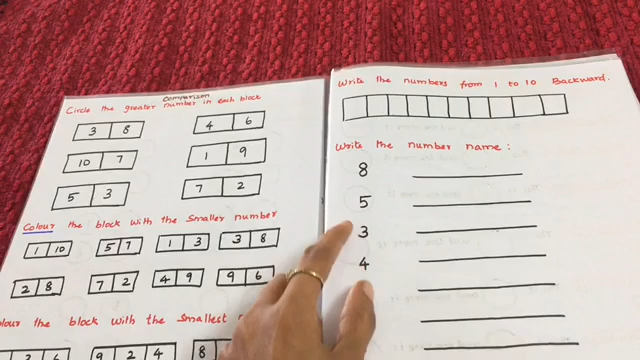 Comparison
Circle the greater number in each block
3 8
4 6
10 7
1 9
5 3
7 2
Colour the block with the smaller number
1 10
5 7
1 3
3 8
2 8
7 2
4 9
9 6
colour the block with the smallest
3 6
9 2 4
8
Write the numbers from 1 to 10 Backward.
Write the number name:
8
5
3
4